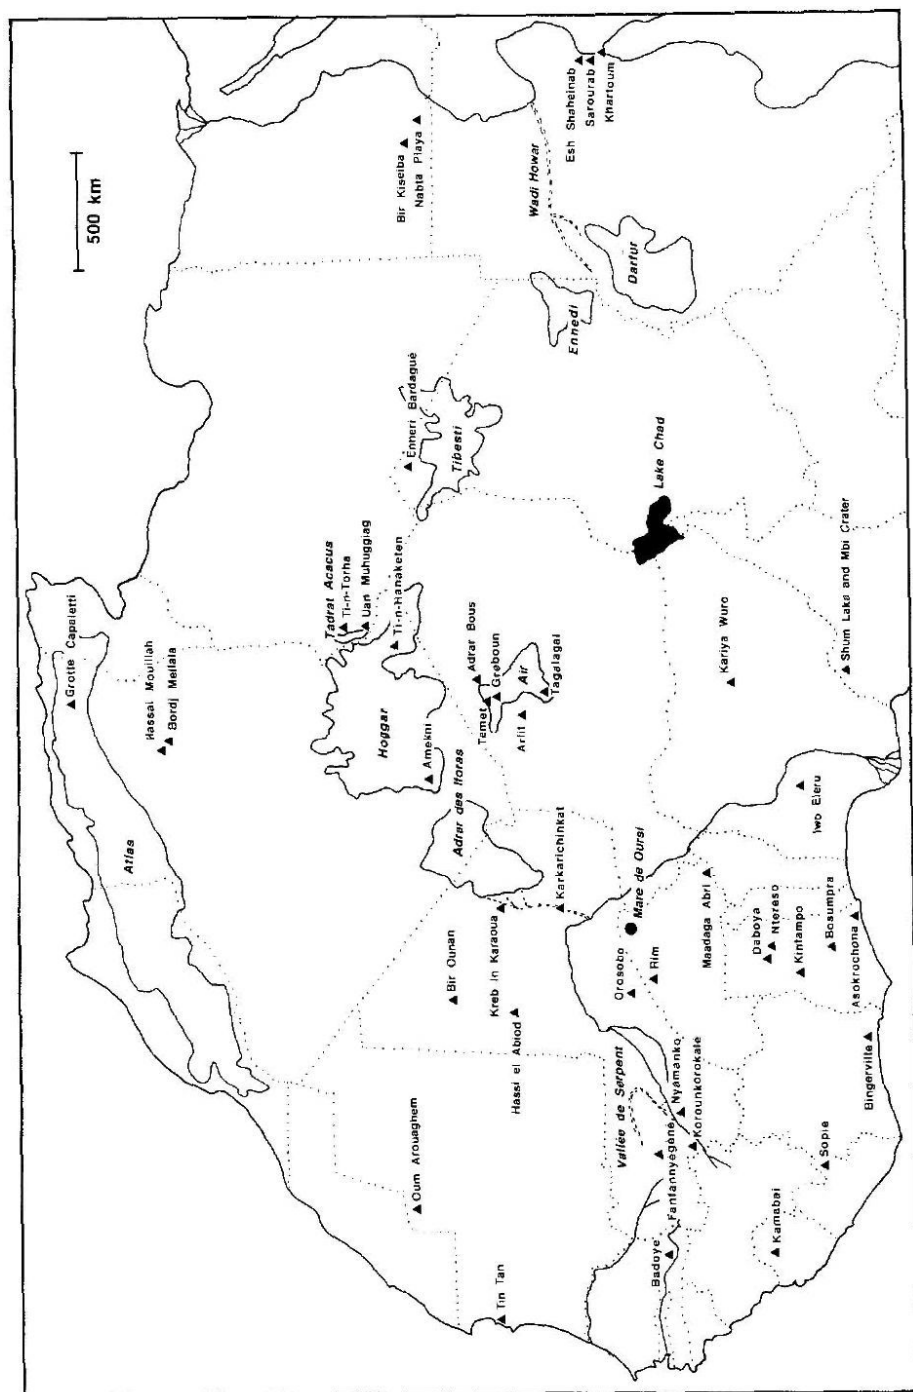 Grotte Capeletti
500 km
Atlas
Hassai Mouillah
Bordj Mellala
Tadrat Acacus
Ti-n-Torha
Uan Muhuggiag
Hoggar
Ti-n-Hanaketen
Bir Kiseiba
Nabta Playa
Enneri Bardagué
Oum Arouaghem
Amekni
Tibesti
Bir Ounan
Adrar des Iforas
Adrar Bous
Temet
Greboun
Tin Tan
Kreb In Karaoua
Hassi el Abiod
Arlit
Air
Tagalagal
Wadi Howar
Karkarichinkat
Ennedi
Esh Shaheinab
Sarourab
Khartoum
Vallée de Serpent
Orosobo
Mare de Oursi
Darfur
Lake Chad
Rim
Badoye
Fanfannyégèné
Nyamanko
Korounkorokale
Maadaga Abri
Kariya Wuro
Daboya
Ntereso
Kamabai
Kintampo
Iwo Eleru
Sopie
Bosumpra
Shum Laka and Mbi Crater
Asokrochona
Bingerville